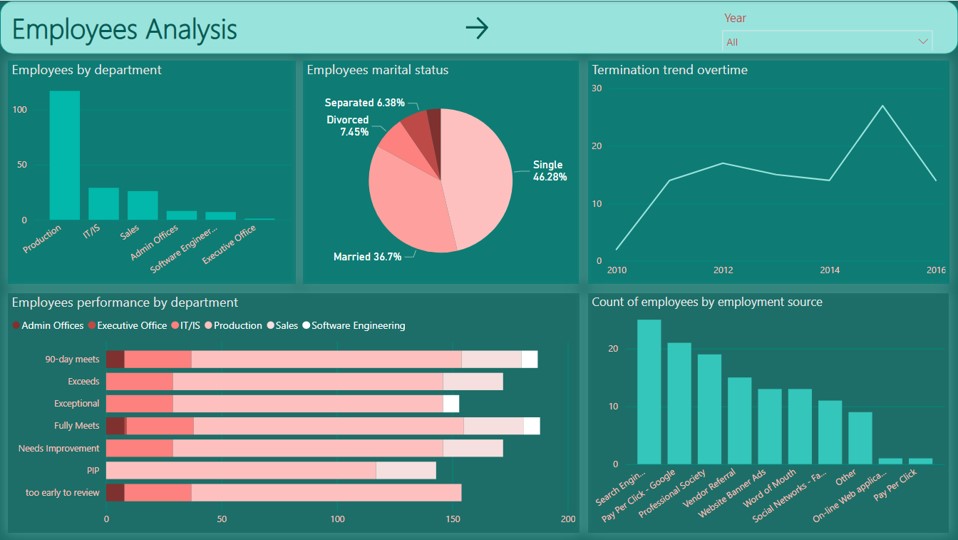 Employees Analysis
Year
All
Employees by department
100
50
0
Production
IT/IS
Sales
Admin Offices
Software Engineer...
Executive Office
Employees marital status
Separated 6.38%
Divorced
7.45%
Single
46.28%
Married 36.7%
Termination trend overtime
30
20
10
0
2010
2012
2014
2016
Employees performance by department
Admin Offices Executive Office IT/IS Production Sales Software Engineering
90-day meets
Exceeds
Exceptional
Fully Meets
Needs Improvement
PIP
too early to review
0 50 100 150 200
Count of employees by employment source
20
10
0
Search Engin...
Pay Per Click - Google
Professional Society
Vendor Referral
Website Banner Ads
Word of Mouth
Social Networks - Fa...
Other
On-line Web applica...
Pay Per Click